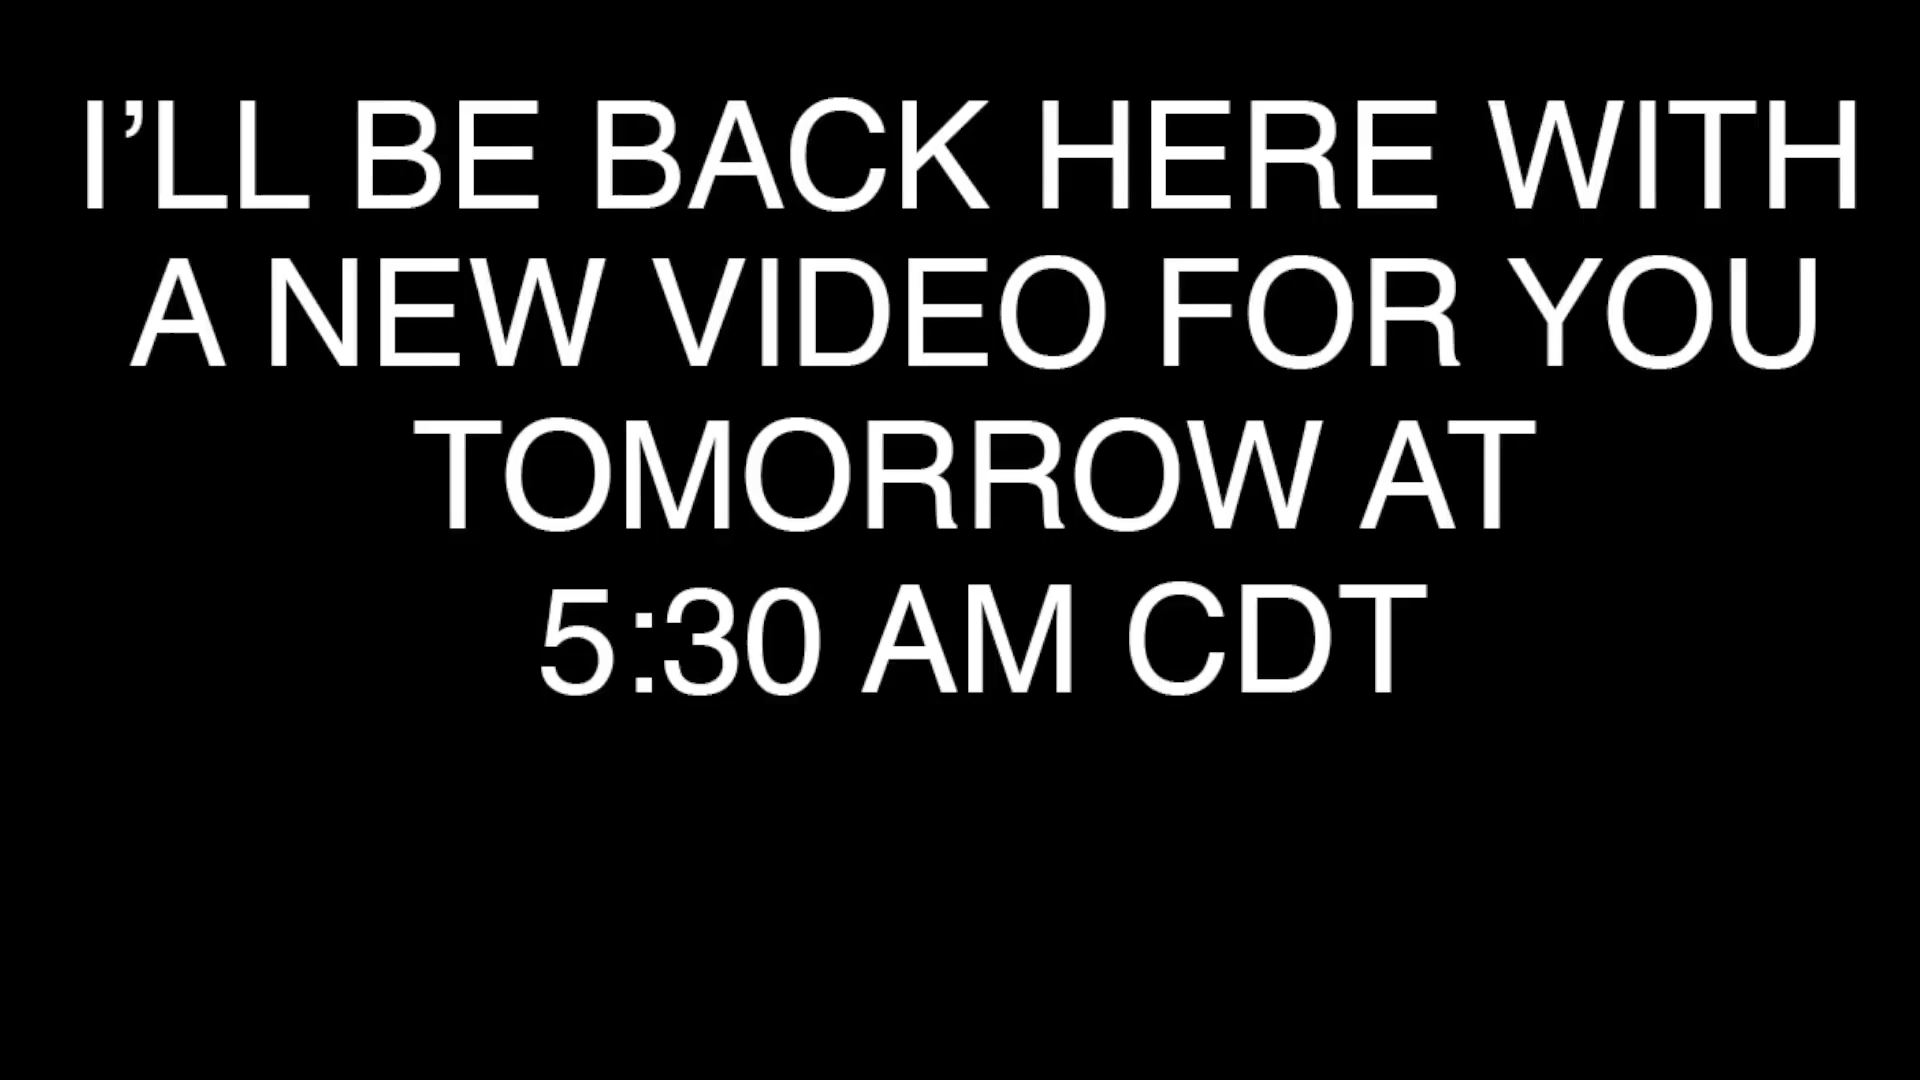 I’LL BE BACK HERE WITH
A NEW VIDEO FOR YOU
TOMORROW AT
5:30 AM CDT